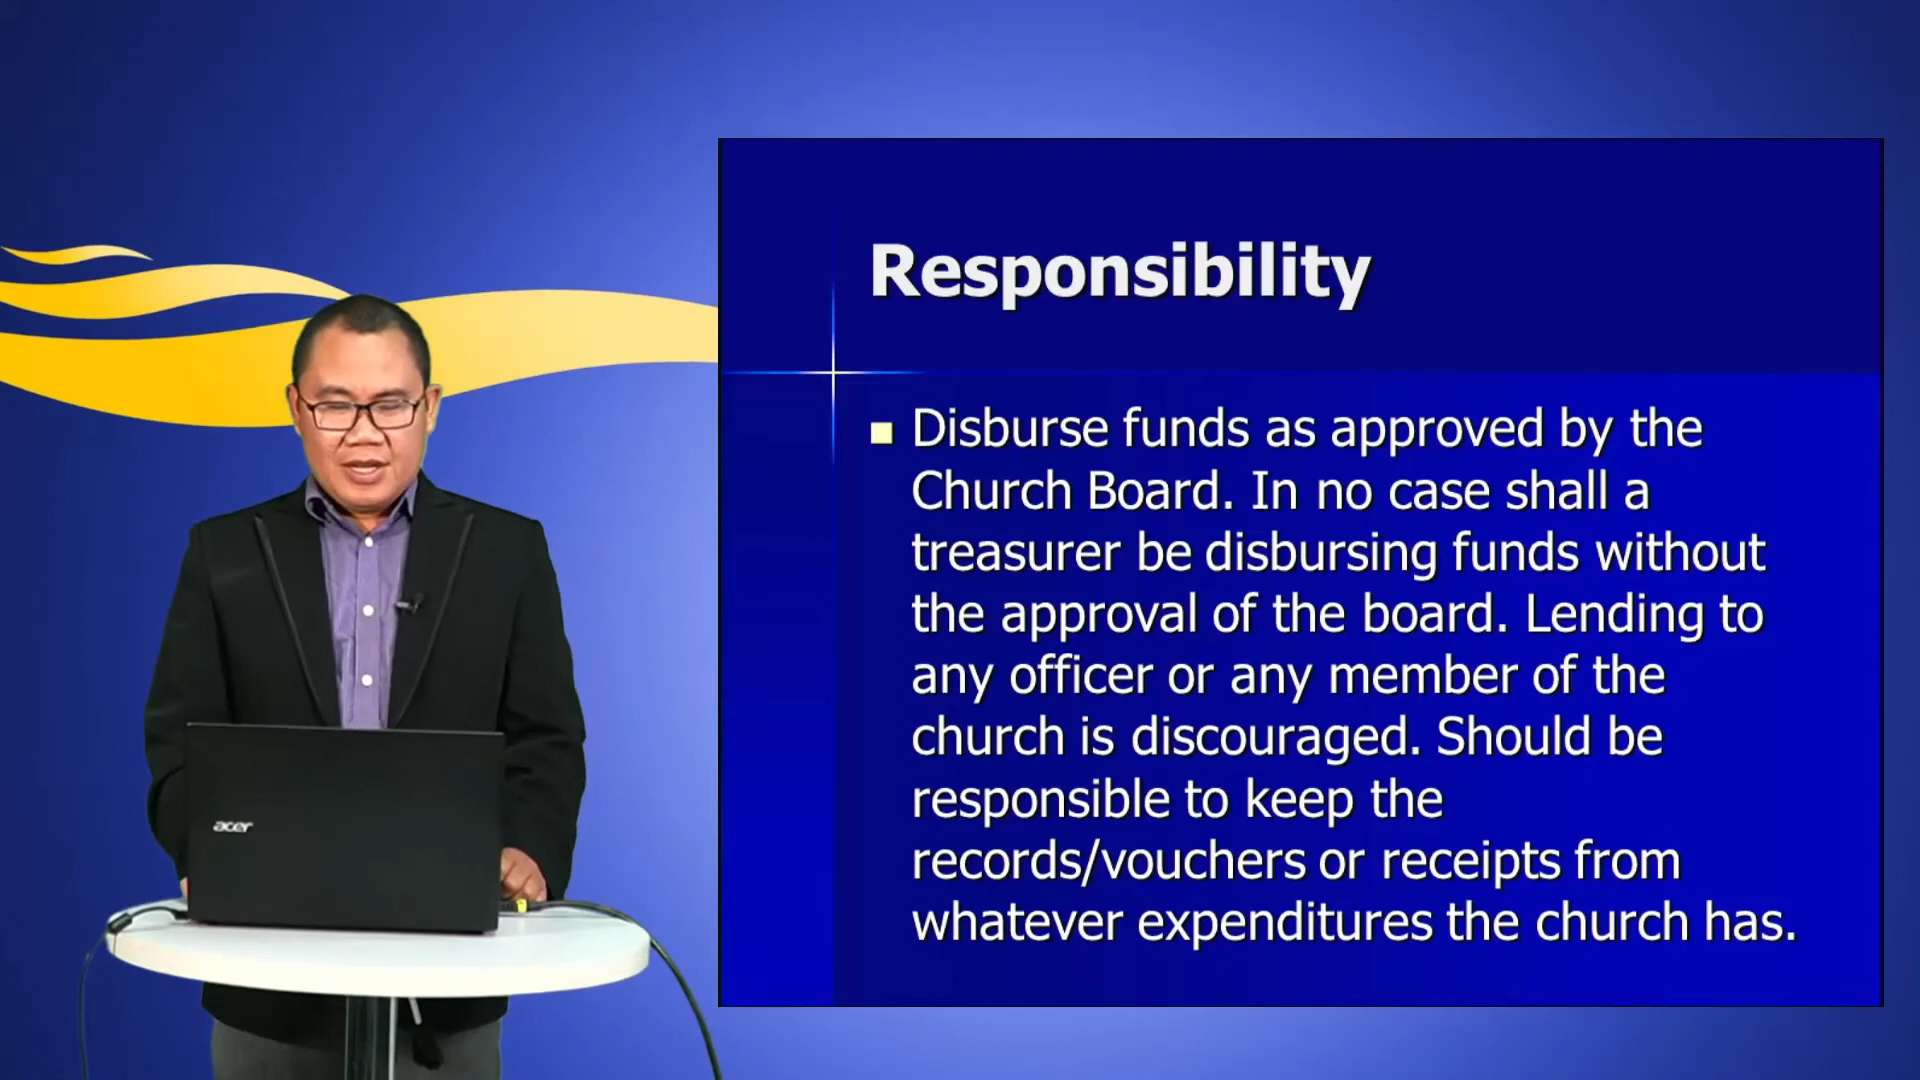 Responsibility
Disburse funds as approved by the
Church Board. In no case shall a
treasurer be disbursing funds without
the approval of the board. Lending to
any officer or any member of the
church is discouraged. Should be
responsible to keep the
records/vouchers or receipts from
whatever expenditures the church has.
acer